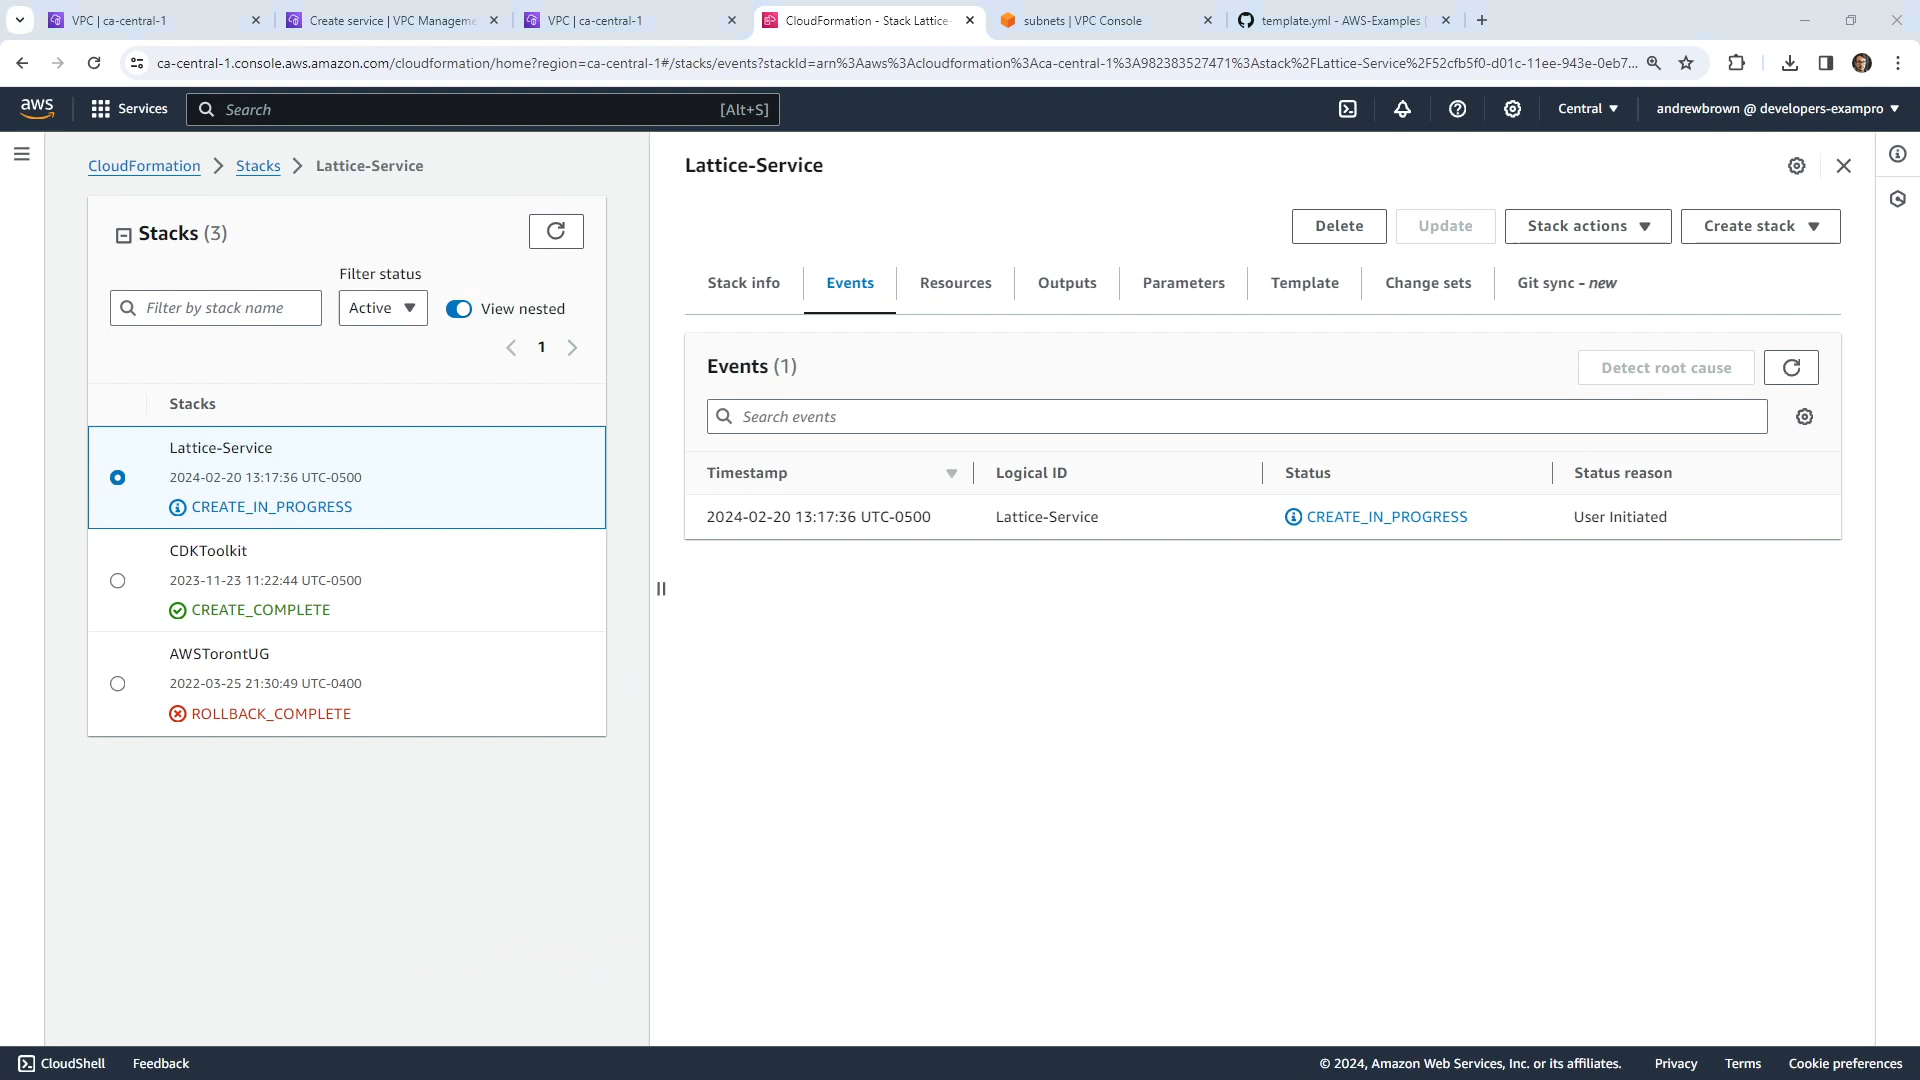 VPC | ca-central-1
Create service | VPC Manageme
VPC | ca-central-1
CloudFormation - Stack Lattice-
subnets | VPC Console
template.yml - AWS-Examples
ca-central-1.console.aws.amazon.com/cloudformation/home?region=ca-central-1#/stacks/events?stackId=arn%3Aaws%3Acloudformation%3Aca-central-1%3A982383527471%3Astack%2FLattice-Service%2F52cfb5f0-d01c-11ee-943e-0eb7...
aws
Services
Search
[Alt+S]
Central
andrewbrown @ developers-exampro
CloudFormation
Stacks
Lattice-Service
Stacks (3)
Filter status
Filter by stack name
Active
View nested
1
Stacks
Lattice-Service
2024-02-20 13:17:36 UTC-0500
CREATE_IN_PROGRESS
CDKToolkit
2023-11-23 11:22:44 UTC-0500
CREATE_COMPLETE
AWSTorontUG
2022-03-25 21:30:49 UTC-0400
ROLLBACK_COMPLETE
Lattice-Service
Delete
Update
Stack actions
Create stack
Stack info
Events
Resources
Outputs
Parameters
Template
Change sets
Git sync - new
Events (1)
Detect root cause
Search events
Timestamp
Logical ID
Status
Status reason
2024-02-20 13:17:36 UTC-0500
Lattice-Service
CREATE_IN_PROGRESS
User Initiated
CloudShell
Feedback
© 2024, Amazon Web Services, Inc. or its affiliates.
Privacy
Terms
Cookie preferences